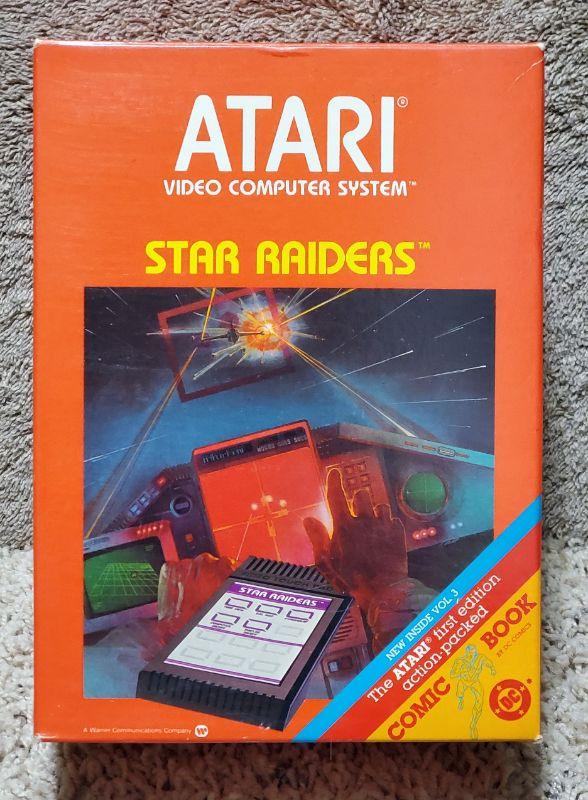 ATARI®
VIDEO COMPUTER SYSTEM™
STAR RAIDERS™
STAR RAIDERS™
NEW INSIDE VOL. 3
The ATARI® first edition
action-packed
COMIC BOOK
BY DC COMICS
DC
A Warner Communications Company